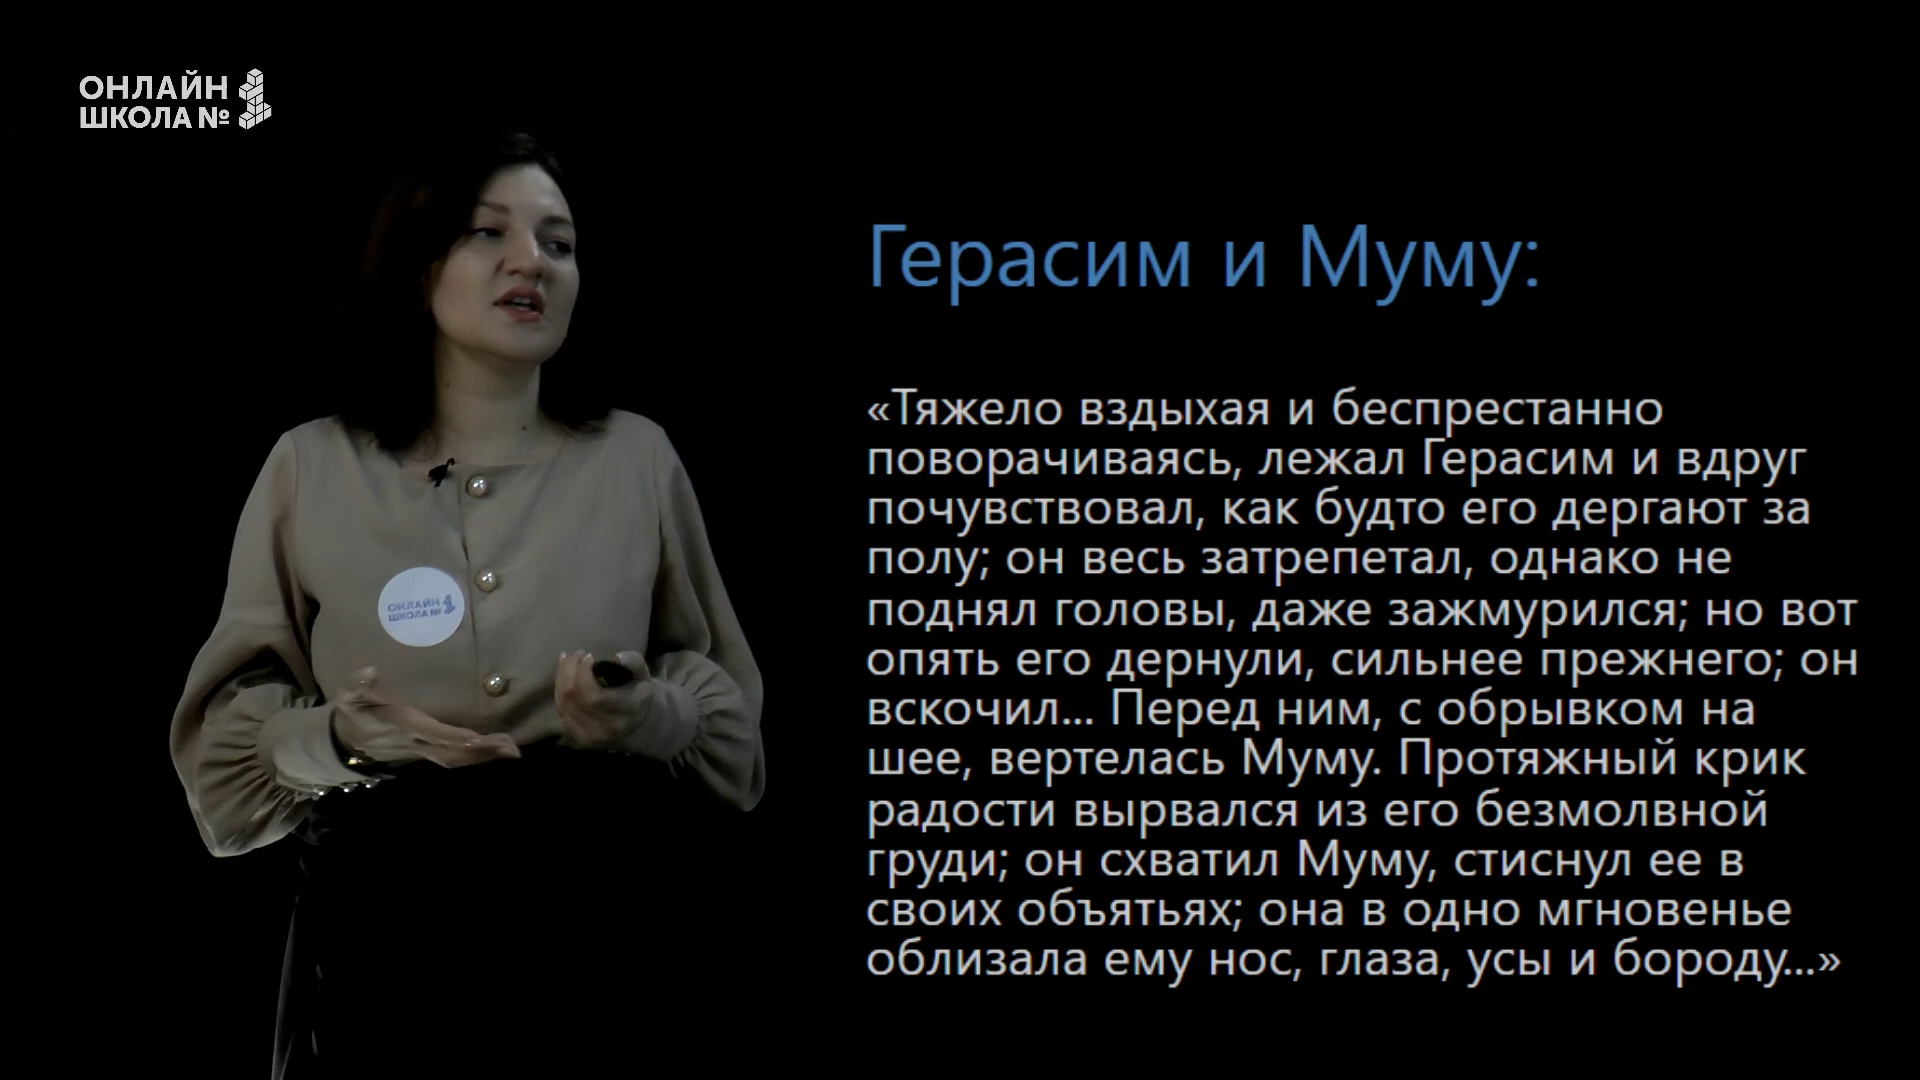 ОНЛАЙН
ШКОЛА №1
Герасим и Муму:
«Тяжело вздыхая и беспрестанно
поворачиваясь, лежал Герасим и вдруг
почувствовал, как будто его дергают за
полу; он весь затрепетал, однако не
поднял головы, даже зажмурился; но вот
опять его дернули, сильнее прежнего; он
вскочил... Перед ним, с обрывком на
шее, вертелась Муму. Протяжный крик
радости вырвался из его безмолвной
груди; он схватил Муму, стиснул ее в
своих объятьях; она в одно мгновенье
облизала ему нос, глаза, усы и бороду...»
ОНЛАЙН
ШКОЛА №1